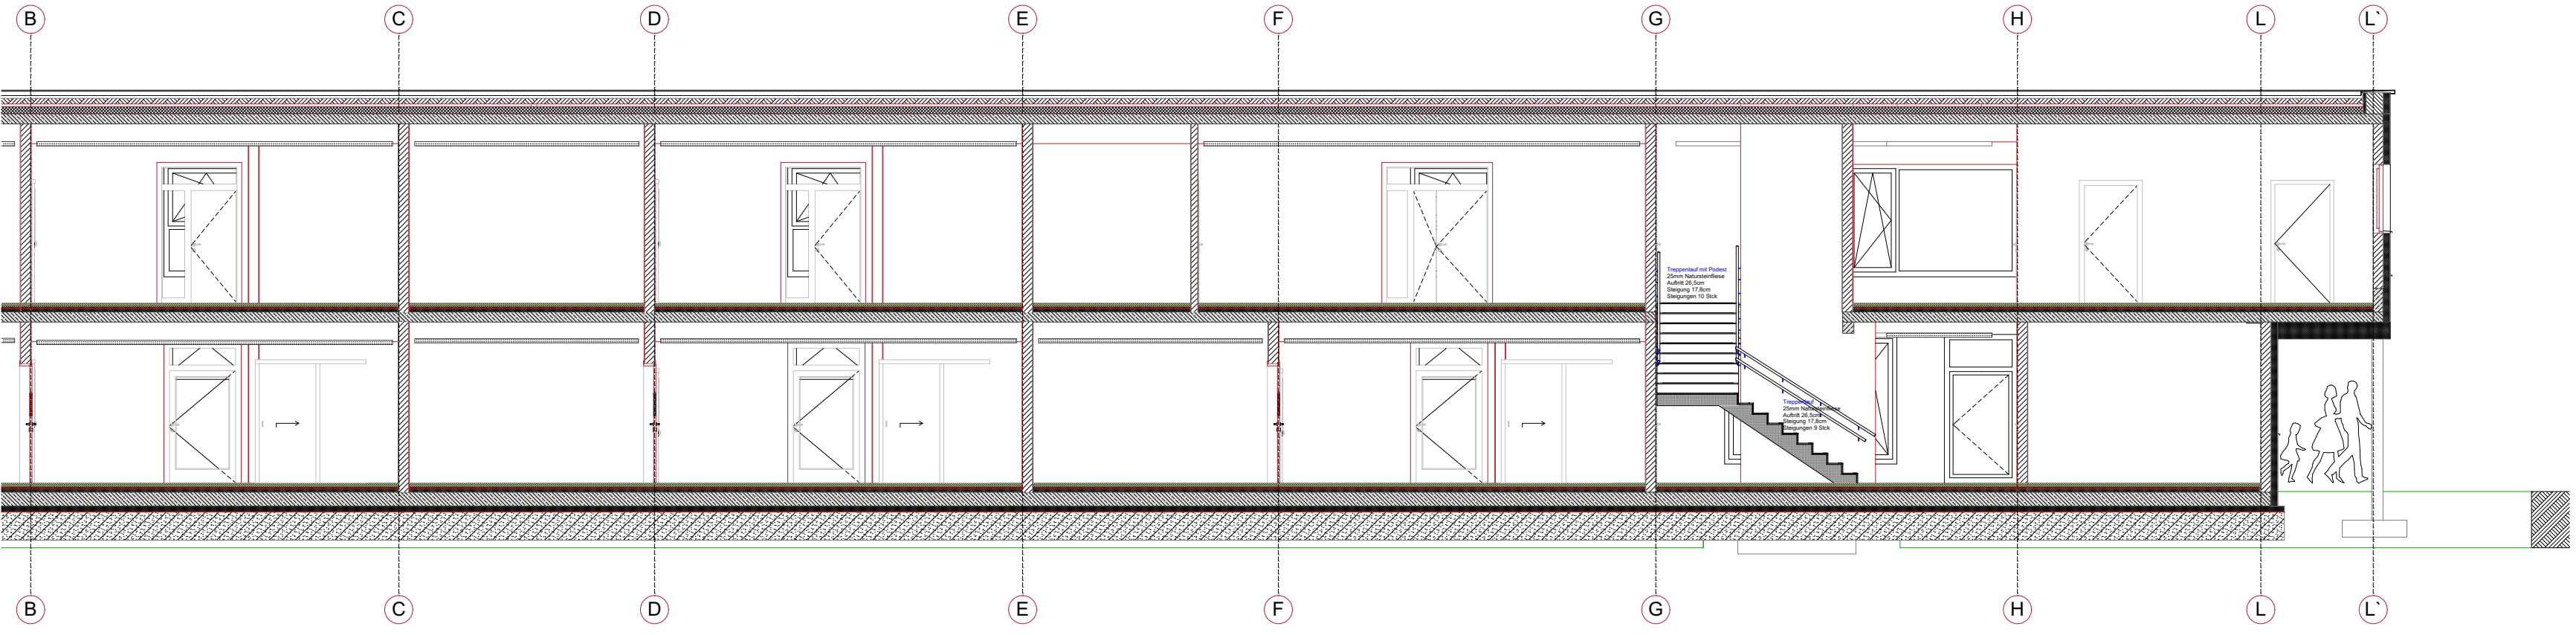 B C D E F G H L L`
Treppenlauf mit Podest
25mm Natursteinfliese
Auftritt 26,5cm
Steigung 17,8cm
Steigungen 10 Stck
Treppenlauf
25mm Natursteinfliese
Auftritt 26,5cm
Steigung 17,8cm
Steigungen 9 Stck
B C D E F G H L L`